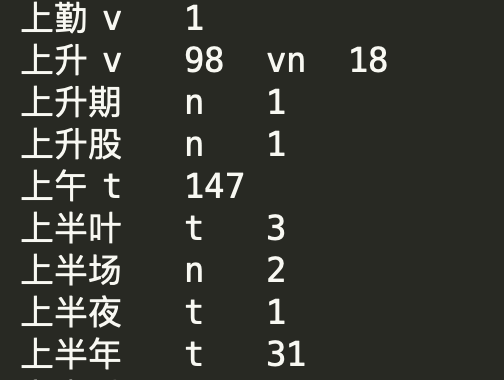 上勤 v 1
上升 v 98 vn 18
上升期 n 1
上升股 n 1
上午 t 147
上半叶 t 3
上半场 n 2
上半夜 t 1
上半年 t 31